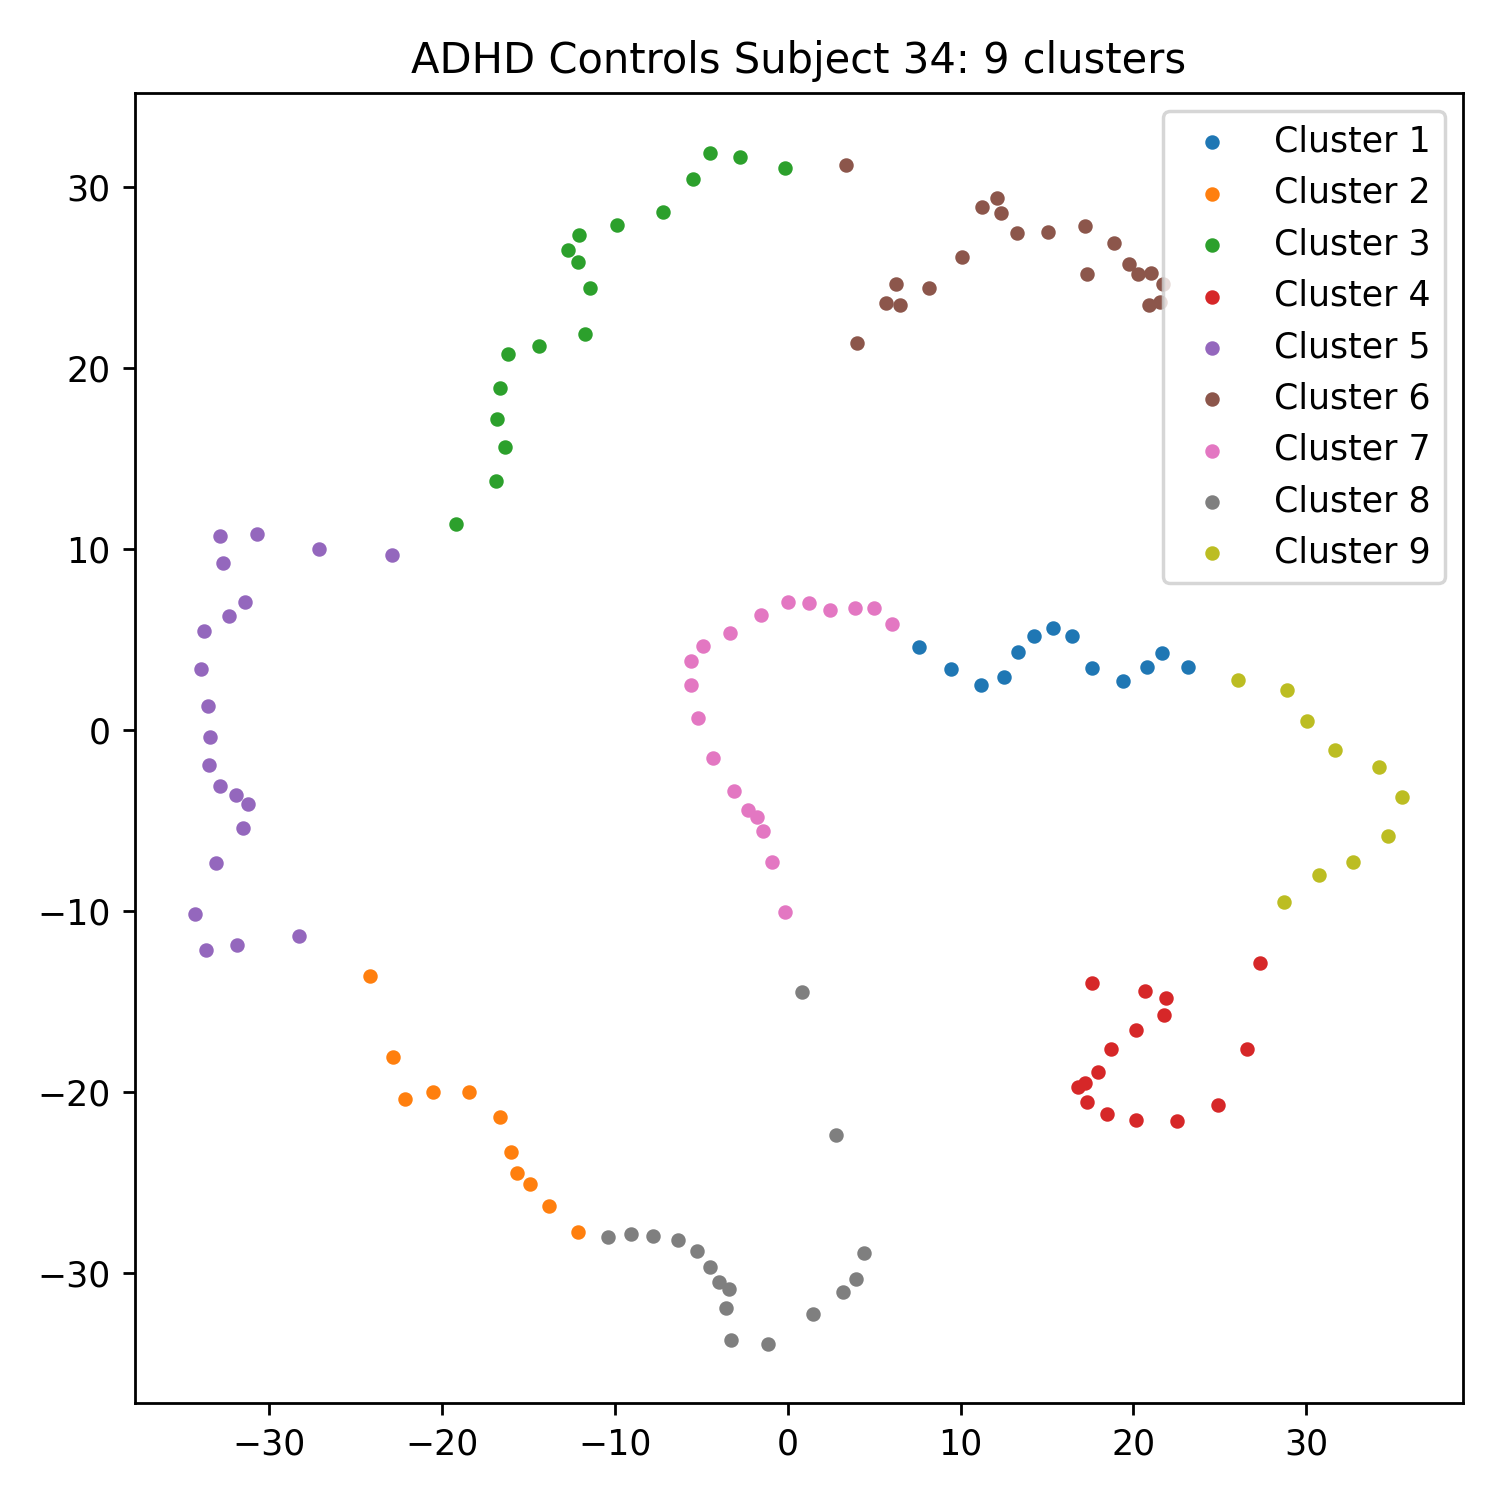 ADHD Controls Subject 34: 9 clusters
Cluster 1
Cluster 2
Cluster 3
Cluster 4
Cluster 5
Cluster 6
Cluster 7
Cluster 8
Cluster 9
30
20
10
0
−10
−20
−30
−30 −20 −10 0 10 20 30